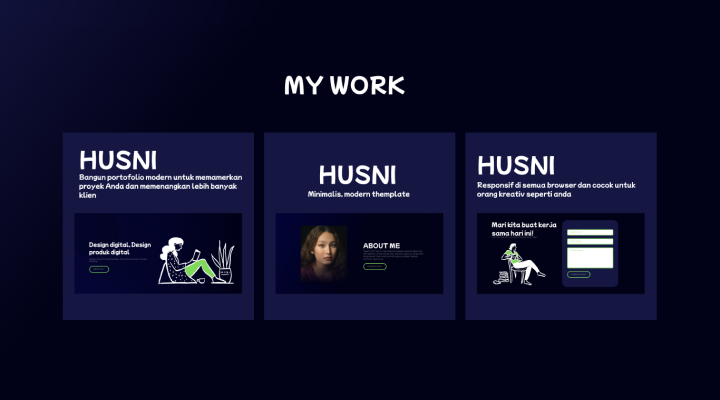 MY WORK
HUSNI
Bangun portofolio modern untuk memamerkan
proyek Anda dan memenangkan lebih banyak
klien
Design digital, Design
produk digital
HUSNI
Minimalis, modern themplate
ABOUT ME
HUSNI
Responsif di semua browser dan cocok untuk
orang kreatif seperti anda
Mari kita buat kerja
sama hari ini!